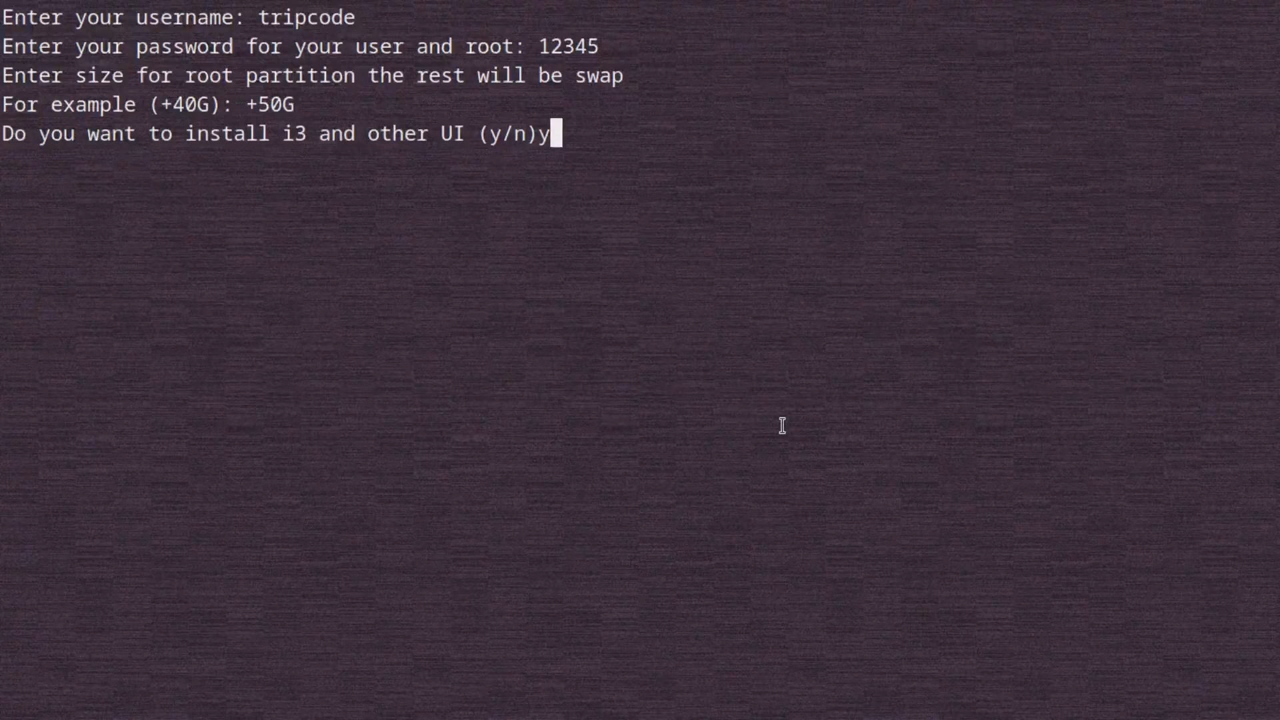 Enter your username: tripcode
Enter your password for your user and root: 12345
Enter size for root partition the rest will be swap
For example (+40G): +50G
Do you want to install i3 and other UI (y/n)y